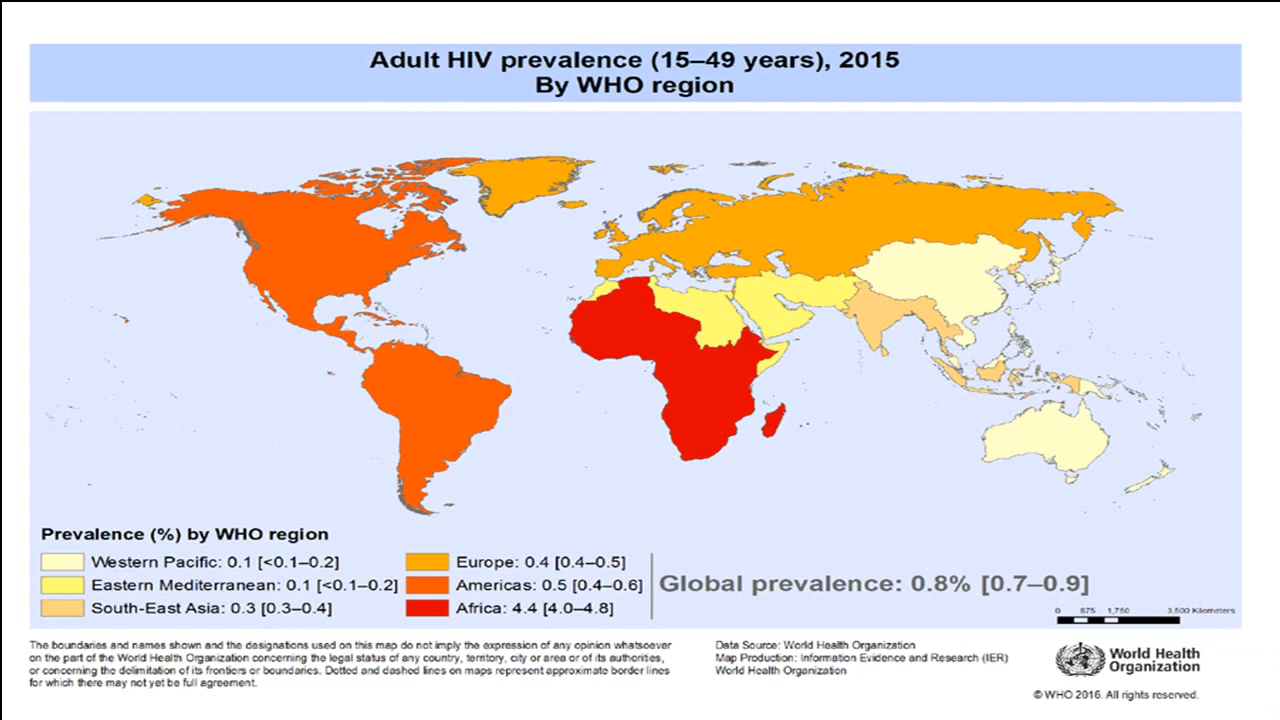 Adult HIV prevalence (15–49 years), 2015
By WHO region
Prevalence (%) by WHO region
Western Pacific: 0.1 [<0.1–0.2]
Eastern Mediterranean: 0.1 [<0.1–0.2]
South-East Asia: 0.3 [0.3–0.4]
Europe: 0.4 [0.4–0.5]
Americas: 0.5 [0.4–0.6]
Africa: 4.4 [4.0–4.8]
Global prevalence: 0.8% [0.7–0.9]
0 875 1,750 3,500 Kilometers
The boundaries and names shown and the designations used on this map do not imply the expression of any opinion whatsoever
on the part of the World Health Organization concerning the legal status of any country, territory, city or area or of its authorities,
or concerning the delimitation of its frontiers or boundaries. Dotted and dashed lines on maps represent approximate border lines
for which there may not yet be full agreement.
Data Source: World Health Organization
Map Production: Information Evidence and Research (IER)
World Health Organization
World Health
Organization
© WHO 2016. All rights reserved.